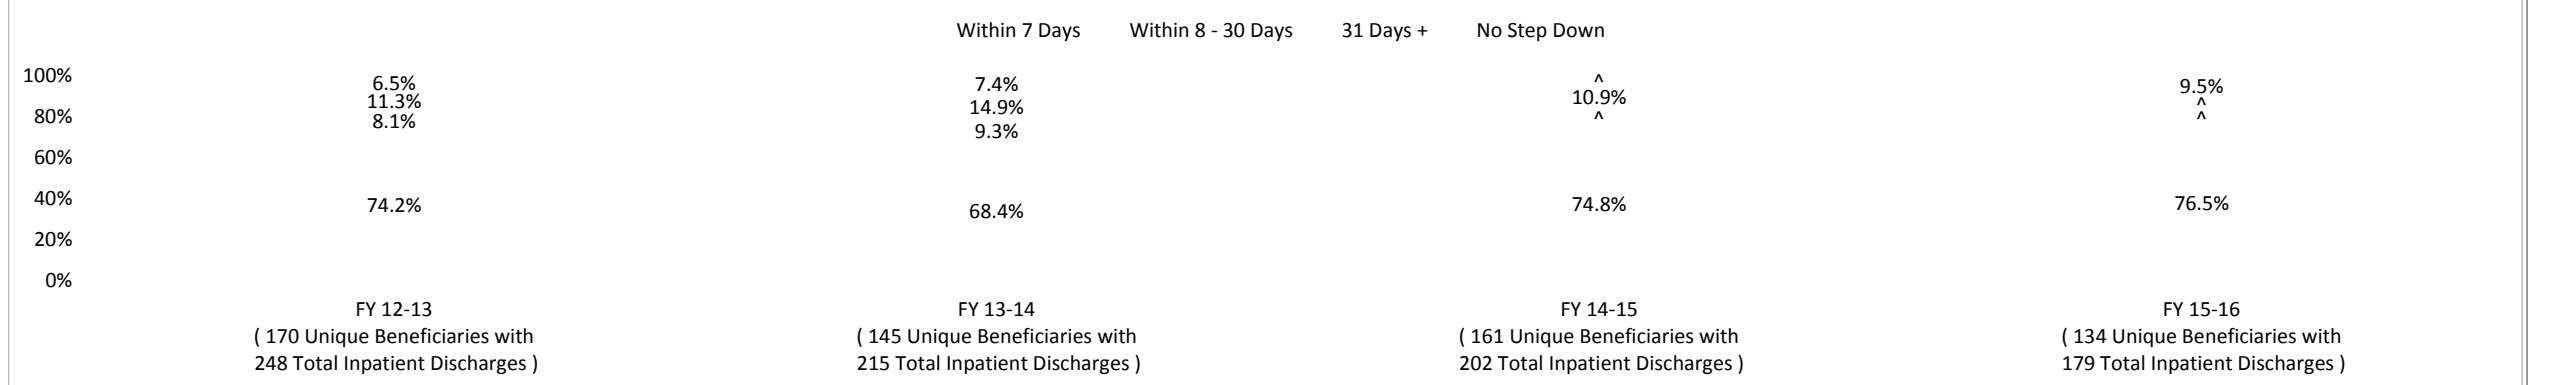 Within 7 Days Within 8 - 30 Days 31 Days + No Step Down
100%
80%
60%
40%
20%
0%
6.5%
11.3%
8.1%
74.2%
7.4%
14.9%
9.3%
68.4%
^
10.9%
^
74.8%
9.5%
^
^
76.5%
FY 12-13
( 170 Unique Beneficiaries with
248 Total Inpatient Discharges )
FY 13-14
( 145 Unique Beneficiaries with
215 Total Inpatient Discharges )
FY 14-15
( 161 Unique Beneficiaries with
202 Total Inpatient Discharges )
FY 15-16
( 134 Unique Beneficiaries with
179 Total Inpatient Discharges )